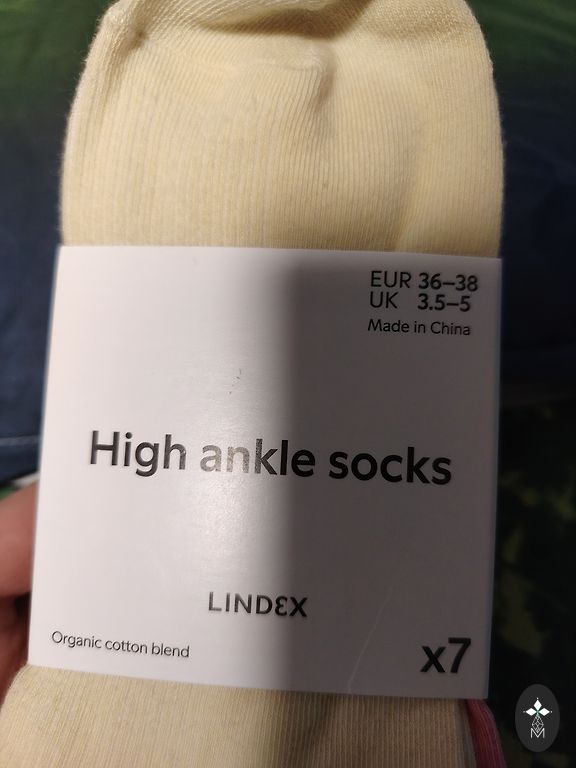 EUR 36–38
UK 3.5–5
Made in China
High ankle socks
LINDEX
Organic cotton blend
x7
M